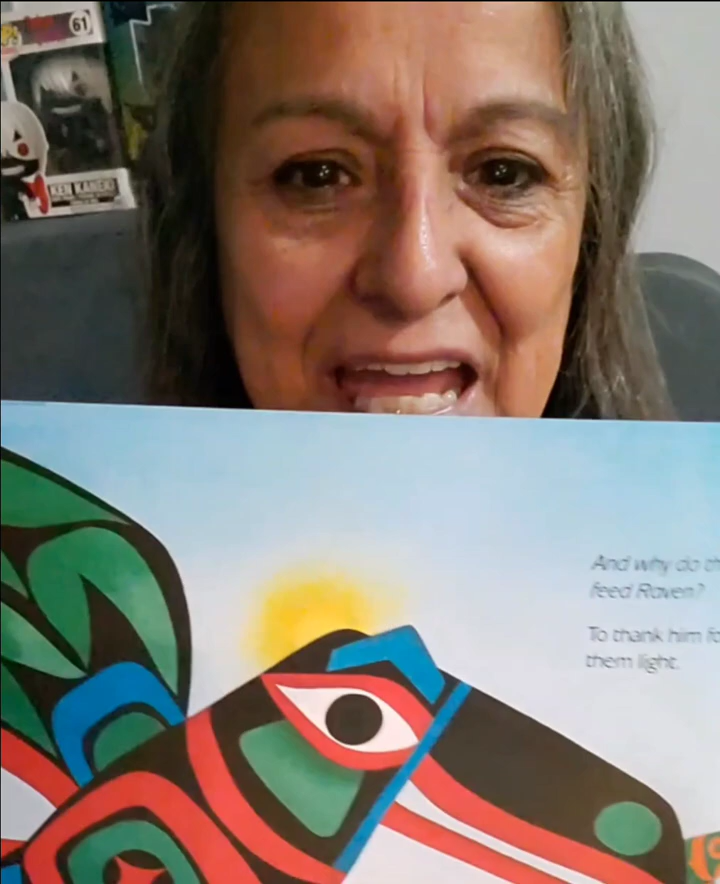 61
KEN KANEKI
And why do th
feed Raven?
To thank him fo
them light.